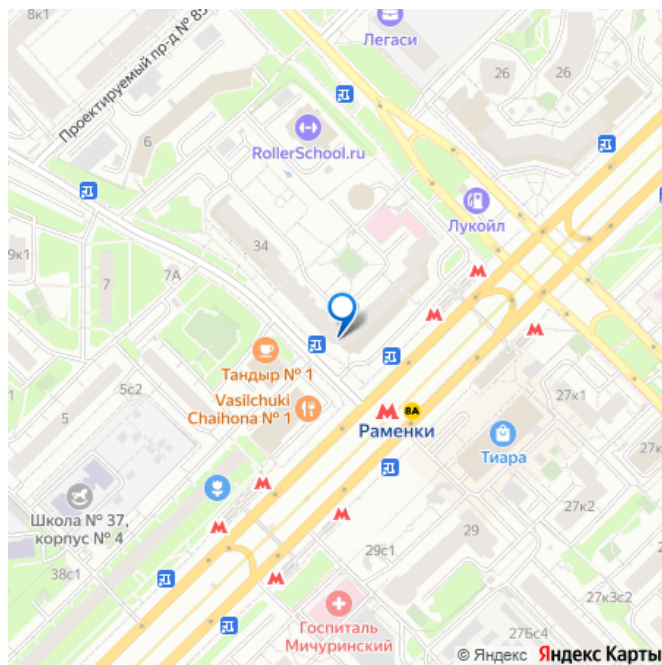 8к1
Проектируемый пр-д № 85
Легаси
26
26
6
RollerSchool.ru
Лукойл
34
9к1
7
7А
Тандыр № 1
5с2
Vasilchuki
Chaihona № 1
5
8А
Раменки
27к1
Тиара
Школа № 37,
корпус № 4
27к2
29
29с1
38с1
27к3с2
Госпиталь
Мичуринский
27Бс4
© Яндекс Яндекс Карты